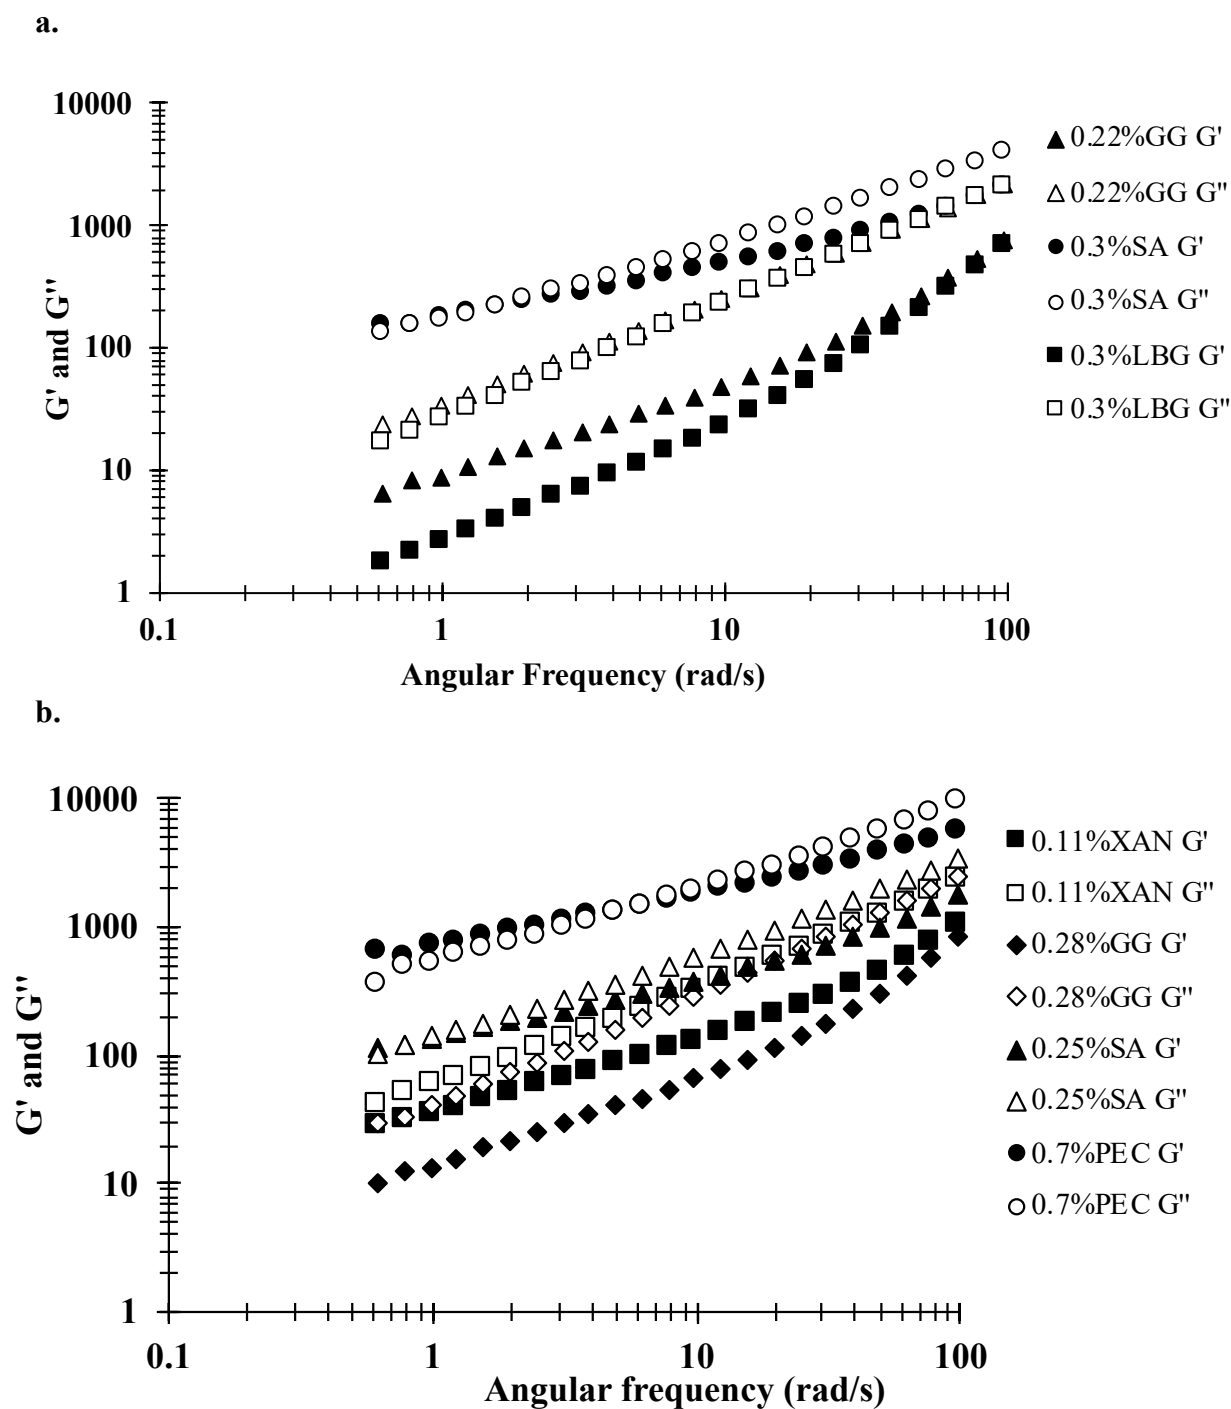 a.
10000
1000
100
10
1
G' and G"
0.1
1
10
100
Angular Frequency (rad/s)
0.22%GG G'
0.22%GG G"
0.3%SA G'
0.3%SA G"
0.3%LBG G'
0.3%LBG G"
b.
10000
1000
100
10
1
G' and G"
0.1
1
10
100
Angular frequency (rad/s)
0.11%XAN G'
0.11%XAN G"
0.28%GG G'
0.28%GG G"
0.25%SA G'
0.25%SA G"
0.7%PEC G'
0.7%PEC G"